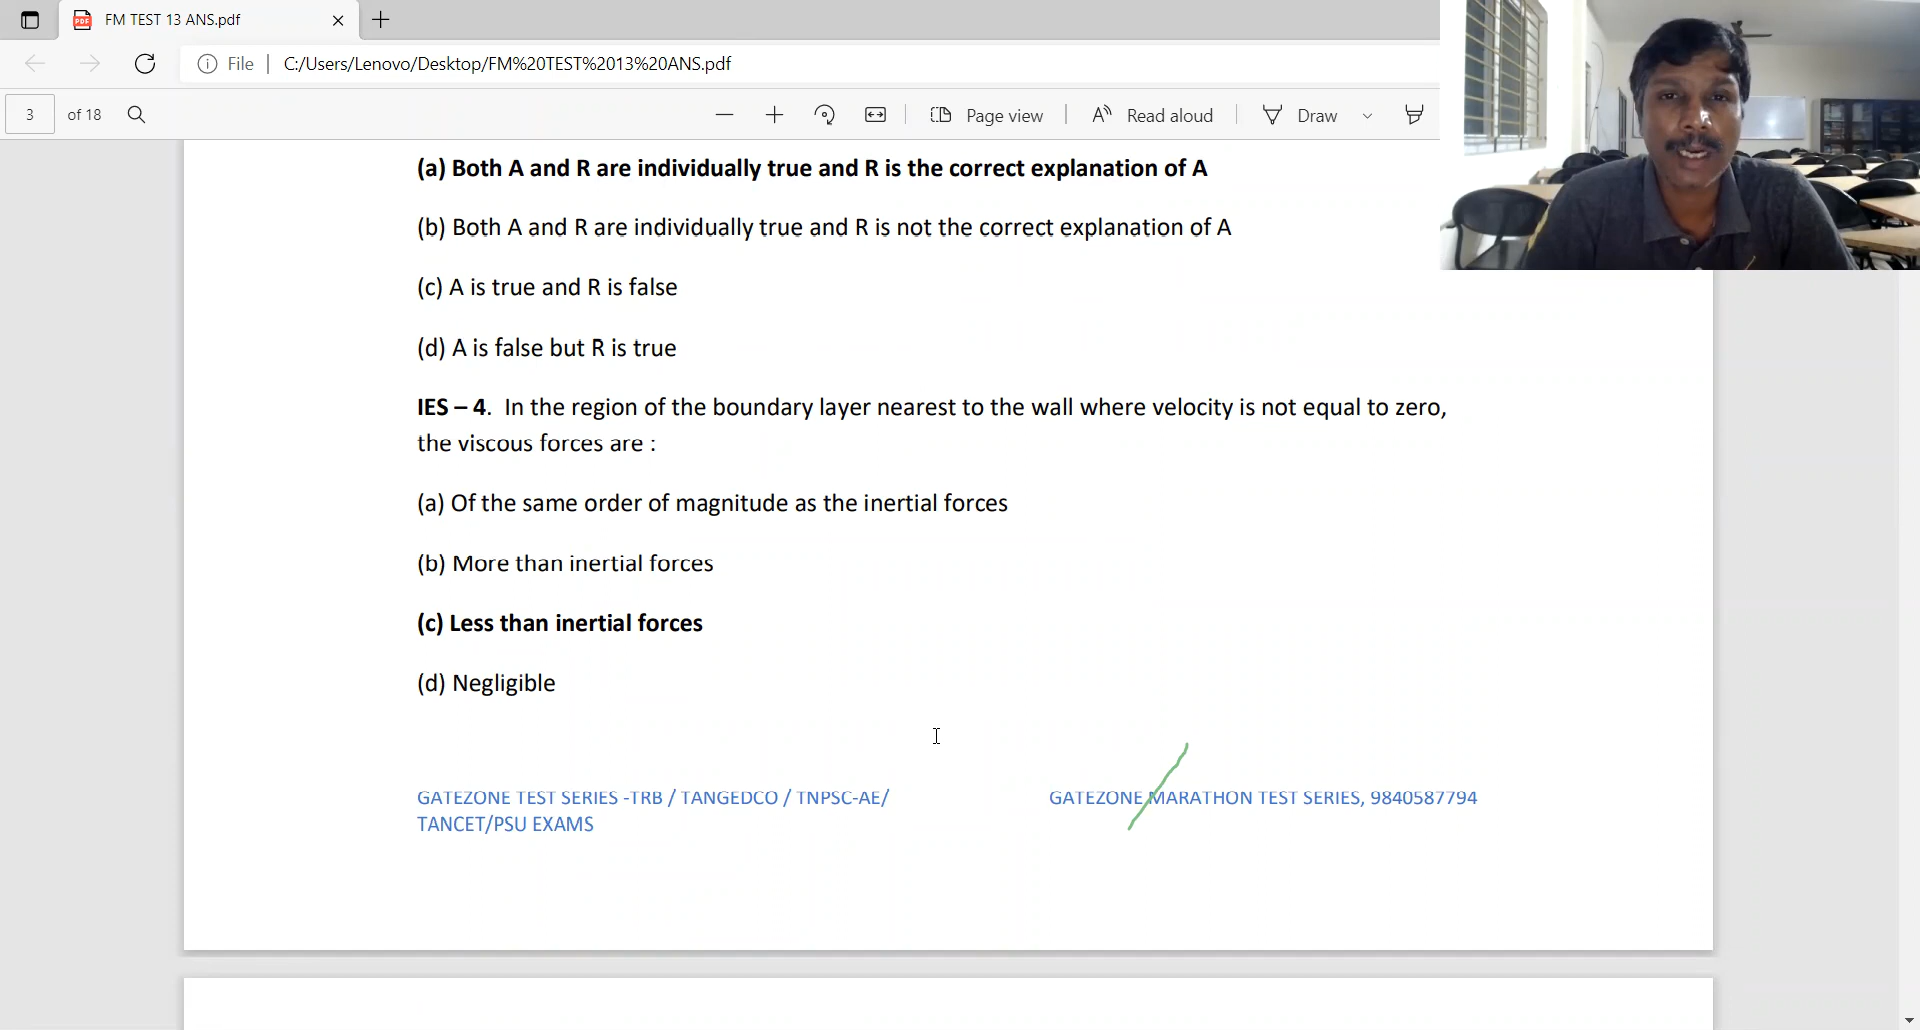 FM TEST 13 ANS.pdf
File C:/Users/Lenovo/Desktop/FM%20TEST%2013%20ANS.pdf
3 of 18 Page view Read aloud Draw
(a) Both A and R are individually true and R is the correct explanation of A
(b) Both A and R are individually true and R is not the correct explanation of A
(c) A is true and R is false
(d) A is false but R is true
IES – 4. In the region of the boundary layer nearest to the wall where velocity is not equal to zero,
the viscous forces are :
(a) Of the same order of magnitude as the inertial forces
(b) More than inertial forces
(c) Less than inertial forces
(d) Negligible
GATEZONE TEST SERIES -TRB / TANGEDCO / TNPSC-AE/ GATEZONE MARATHON TEST SERIES, 9840587794
TANCET/PSU EXAMS